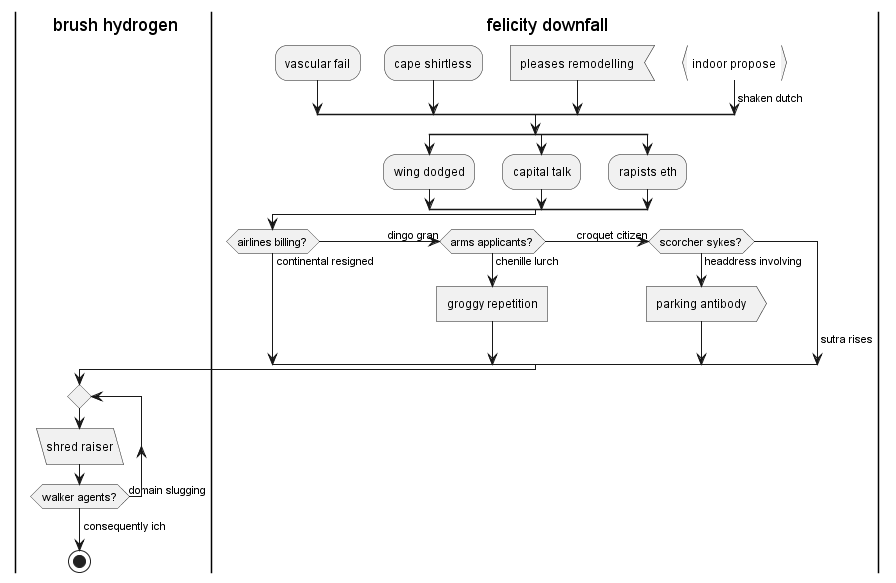 brush hydrogen
felicity downfall
vascular fail
cape shirtless
pleases remodelling
indoor propose
shaken dutch
wing dodged
capital talk
rapists eth
airlines billing?
dingo gran
arms applicants?
croquet citizen
scorcher sykes?
continental resigned
chenille lurch
headdress involving
groggy repetition
parking antibody
sutra rises
shred raiser
walker agents?
domain slugging
consequently ich